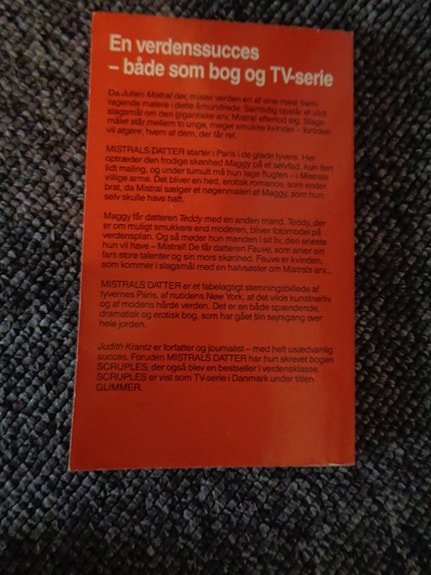 En verdenssucces
– både som bog og TV-serie
Da Julien Mistral dør, mister verden en af sine mest frem-
ragende malere i dette århundrede. Samtidig opstår et vildt
slagsmål om den gigantiske arv, Mistral efterlod sig. Slags-
målet står mellem to unge, meget smukke kvinder – fortiden
vil afgøre, hvem af dem, der får ret.
MISTRALS DATTER starter i Paris i de glade tyvere. Her
optræder den frodige skønhed Maggy på et sølvfad, kun iført
lidt maling, og under tumult må hun tage flugten – i Mistrals
villige arme. Det bliver en hed, erotisk romance, som ender
brat, da Mistral sælger et nøgenmaleri af Maggy, som hun
selv skulle have haft.
Maggy får datteren Teddy med en anden mand. Teddy, der
er om muligt smukkere end moderen, bliver fotomodel på
verdensplan. Og så møder hun manden i sit liv, den eneste
hun vil have – Mistral! De får datteren Fauve, som arver sin
fars store talenter og sin mors skønhed. Fauve er kvinden,
som kommer i slagsmål med en halvsøster om Mistrals arv...
MISTRALS DATTER er et fabelagtigt stemningsbillede af
tyvernes Paris, af nutidens New York, af det vilde kunstnerliv
og af modens hårde verden. Det er en både spændende,
dramatisk og erotisk bog, som har gået sin sejrsgang over
hele jorden.
Judith Krantz er forfatter og journalist – med helt usædvanlig
succes. Foruden MISTRALS DATTER har hun skrevet bogen
SCRUPLES, der også blev en bestseller i verdensklasse.
SCRUPLES er vist som TV-serie i Danmark under titlen
GLIMMER.